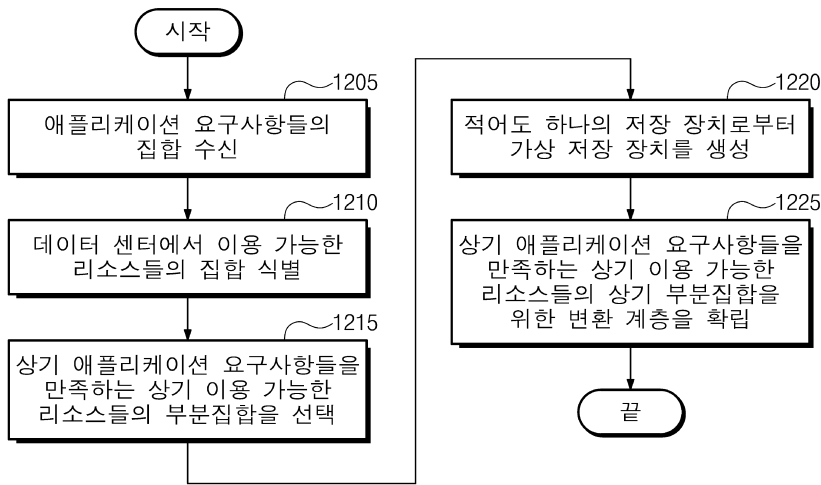 시작
1205
애플리케이션 요구사항들의
집합 수신
1210
데이터 센터에서 이용 가능한
리소스들의 집합 식별
1215
상기 애플리케이션 요구사항들을
만족하는 상기 이용 가능한
리소스들의 부분집합을 선택
1220
적어도 하나의 저장 장치로부터
가상 저장 장치를 생성
1225
상기 애플리케이션 요구사항들을
만족하는 상기 이용 가능한
리소스들의 상기 부분집합을
위한 변환 계층을 확립
끝